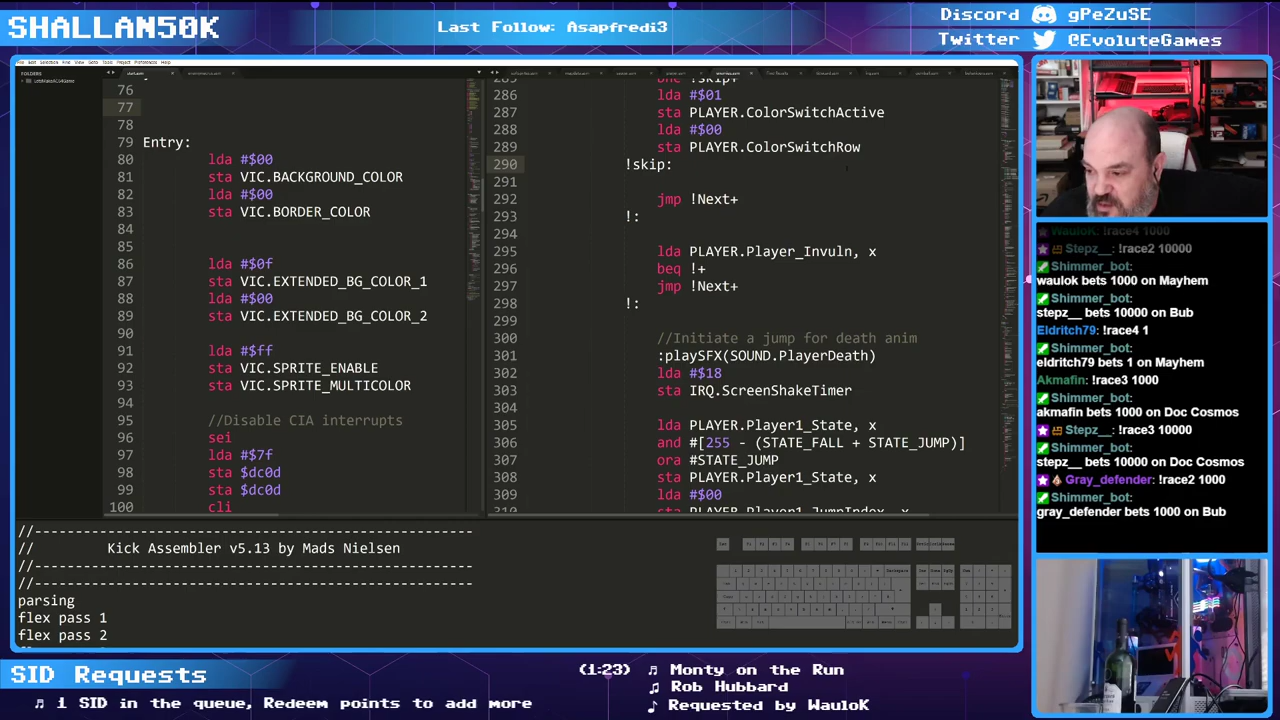 SHALLAN50K
Last Follow: Asapfredi3
Discord gPeZuSE
Twitter @EvoluteGames
76
77
78
79 Entry:
80 lda #$00
81 sta VIC.BACKGROUND_COLOR
82 lda #$00
83 sta VIC.BORDER_COLOR
84
85
86 lda #$0f
87 sta VIC.EXTENDED_BG_COLOR_1
88 lda #$00
89 sta VIC.EXTENDED_BG_COLOR_2
90
91 lda #$ff
92 sta VIC.SPRITE_ENABLE
93 sta VIC.SPRITE_MULTICOLOR
94
95 //Disable CIA interrupts
96 sei
97 lda #$7f
98 sta $dc0d
99 sta $dd0d
100 cli
285 bne !skip+
286 lda #$01
287 sta PLAYER.ColorSwitchActive
288 lda #$00
289 sta PLAYER.ColorSwitchRow
290 !skip:
291
292 jmp !Next+
293 !:
294
295 lda PLAYER.Player_Invuln, x
296 beq !+
297 jmp !Next+
298 !:
299
300 //Initiate a jump for death anim
301 :playSFX(SOUND.PlayerDeath)
302 lda #$18
303 sta IRQ.ScreenShakeTimer
304
305 lda PLAYER.Player1_State, x
306 and #[255 - (STATE_FALL + STATE_JUMP)]
307 ora #STATE_JUMP
308 sta PLAYER.Player1_State, x
309 lda #$00
310 sta PLAYER.Player1_JumpIndex, x
//------------------------------------------------------
// Kick Assembler v5.13 by Mads Nielsen
//------------------------------------------------------
//------------------------------------------------------
parsing
flex pass 1
flex pass 2
WauloK: !race4 1000
Stepz__: !race2 10000
Shimmer_bot:
waulok bets 1000 on Mayhem
Shimmer_bot:
stepz__ bets 10000 on Bub
Eldritch79: !race4 1
Shimmer_bot:
eldritch79 bets 1 on Mayhem
Akmafin: !race3 1000
Shimmer_bot:
akmafin bets 1000 on Doc Cosmos
Stepz__: !race3 10000
Shimmer_bot:
stepz__ bets 10000 on Doc Cosmos
Gray_defender: !race2 1000
Shimmer_bot:
gray_defender bets 1000 on Bub
SID Requests
1 SID in the queue. Redeem points to add more
(1:23) Monty on the Run
Rob Hubbard
Requested by WauloK